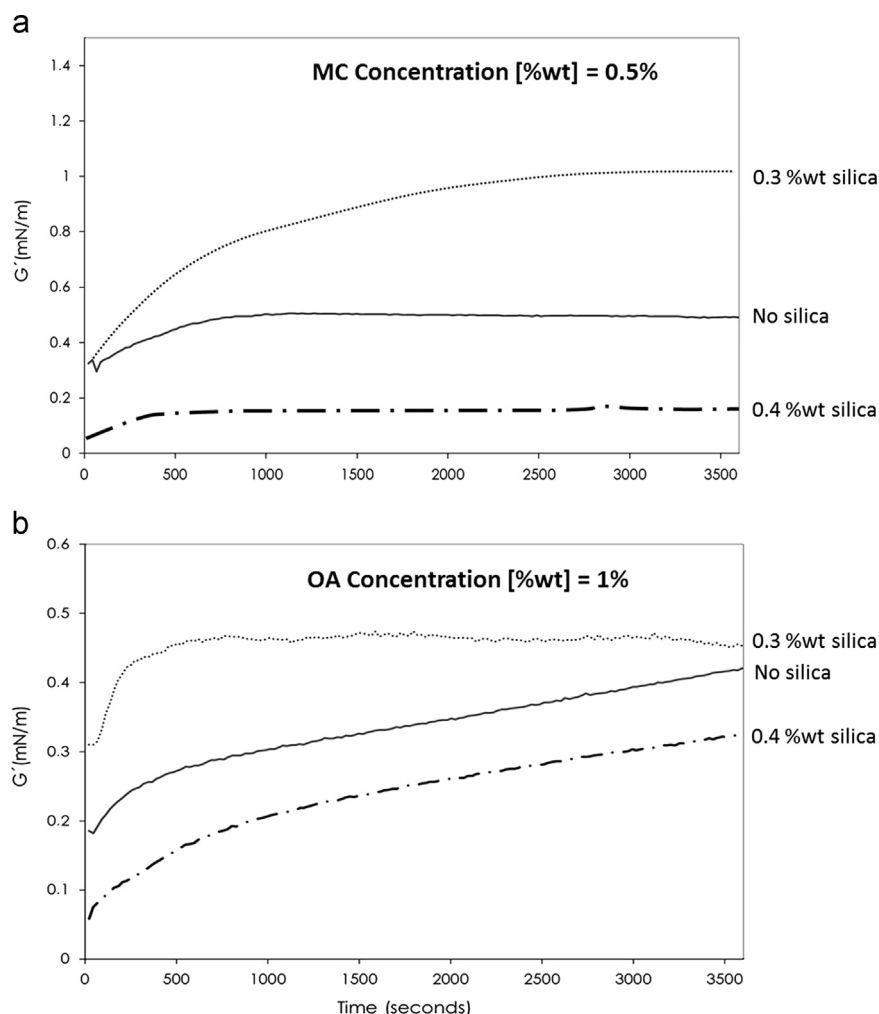 a
MC Concentration [%wt] = 0.5%
1.4
1.2
1
0.8
0.6
0.4
0.2
0
G´(mN/m)
0.3 %wt silica
No silica
0.4 %wt silica
0 500 1000 1500 2000 2500 3000 3500
b
OA Concentration [%wt] = 1%
0.6
0.5
0.4
0.3
0.2
0.1
0
G´(mN/m)
0.3 %wt silica
No silica
0.4 %wt silica
0 500 1000 1500 2000 2500 3000 3500
Time (seconds)